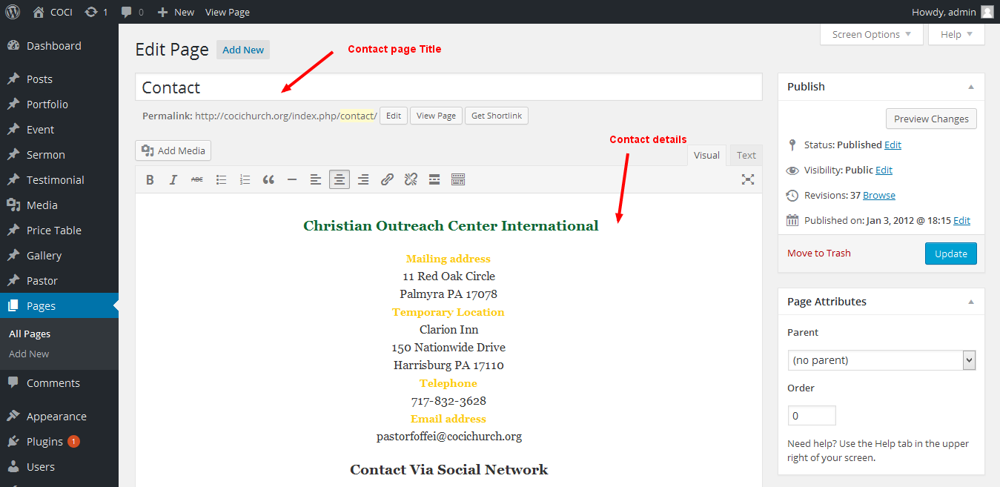 COCI 1 0 New View Page Howdy, admin
Screen Options Help
Dashboard
Posts
Portfolio
Event
Sermon
Testimonial
Media
Price Table
Gallery
Pastor
Pages
All Pages
Add New
Comments
Appearance
Plugins 1
Users
Edit Page Add New
Contact page Title
Contact
Permalink: http://cocichurch.org/index.php/contact/ Edit View Page Get Shortlink
Contact details
Add Media Visual Text
B I ABC
Christian Outreach Center International
Mailing address
11 Red Oak Circle
Palmyra PA 17078
Temporary Location
Clarion Inn
150 Nationwide Drive
Harrisburg PA 17110
Telephone
717-832-3628
Email address
pastorfoffei@cocichurch.org
Contact Via Social Network
Publish
Preview Changes
Status: Published Edit
Visibility: Public Edit
Revisions: 37 Browse
Published on: Jan 3, 2012 @ 18:15 Edit
Move to Trash Update
Page Attributes
Parent
(no parent)
Order
0
Need help? Use the Help tab in the upper
right of your screen.